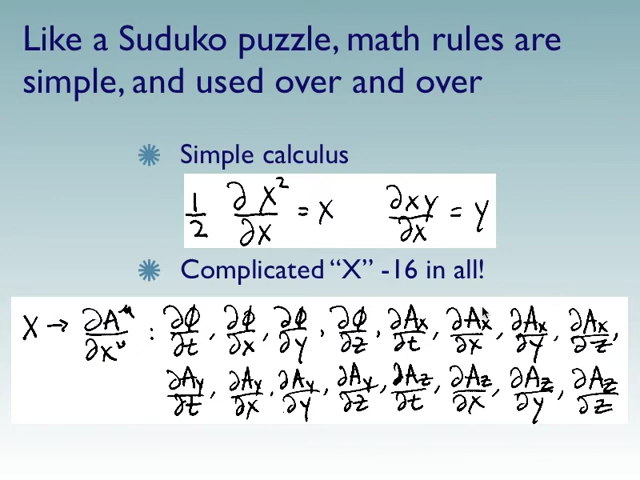 Like a Suduko puzzle, math rules are
simple, and used over and over
Simple calculus
1/2 ∂X²/∂X = X    ∂xy/∂x = y
Complicated “X” -16 in all!
X → ∂A^μ/∂x^ν : ∂ϕ/∂t, ∂ϕ/∂x, ∂ϕ/∂y, ∂ϕ/∂z, ∂Ax/∂t, ∂Ax/∂x, ∂Ax/∂y, ∂Ax/∂z,
∂Ay/∂t, ∂Ay/∂x, ∂Ay/∂y, ∂Ay/∂z, ∂Az/∂t, ∂Az/∂x, ∂Az/∂y, ∂Az/∂z